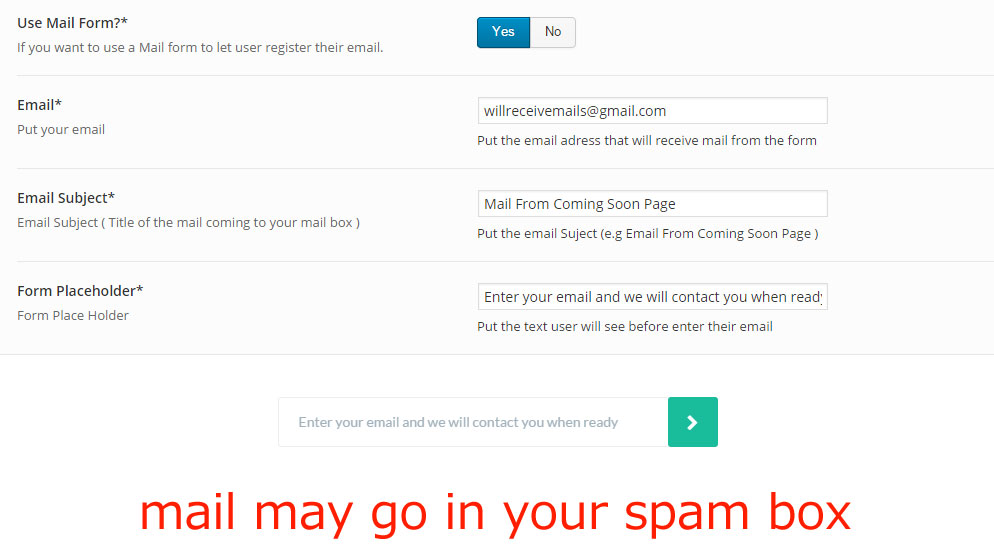 Use Mail Form?*
If you want to use a Mail form to let user register their email.
Yes No
Email*
Put your email
willreceivemails@gmail.com
Put the email adress that will receive mail from the form
Email Subject*
Email Subject ( Title of the mail coming to your mail box )
Mail From Coming Soon Page
Put the email Suject (e.g Email From Coming Soon Page )
Form Placeholder*
Form Place Holder
Enter your email and we will contact you when ready
Put the text user will see before enter their email
Enter your email and we will contact you when ready
mail may go in your spam box